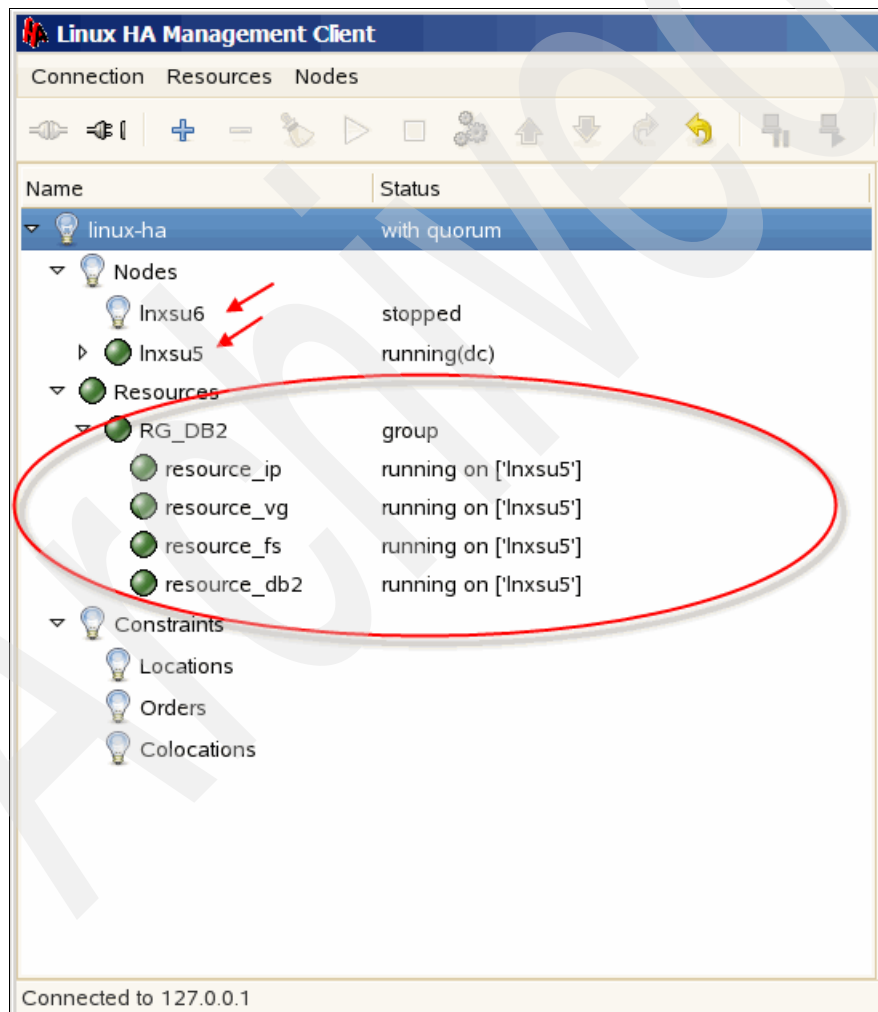 Linux HA Management Client
Connection Resources Nodes
Name Status
linux-ha with quorum
Nodes
lnxsu6 stopped
lnxsu5 running(dc)
Resources
RG_DB2 group
resource_ip running on ['lnxsu5']
resource_vg running on ['lnxsu5']
resource_fs running on ['lnxsu5']
resource_db2 running on ['lnxsu5']
Constraints
Locations
Orders
Colocations
Connected to 127.0.0.1